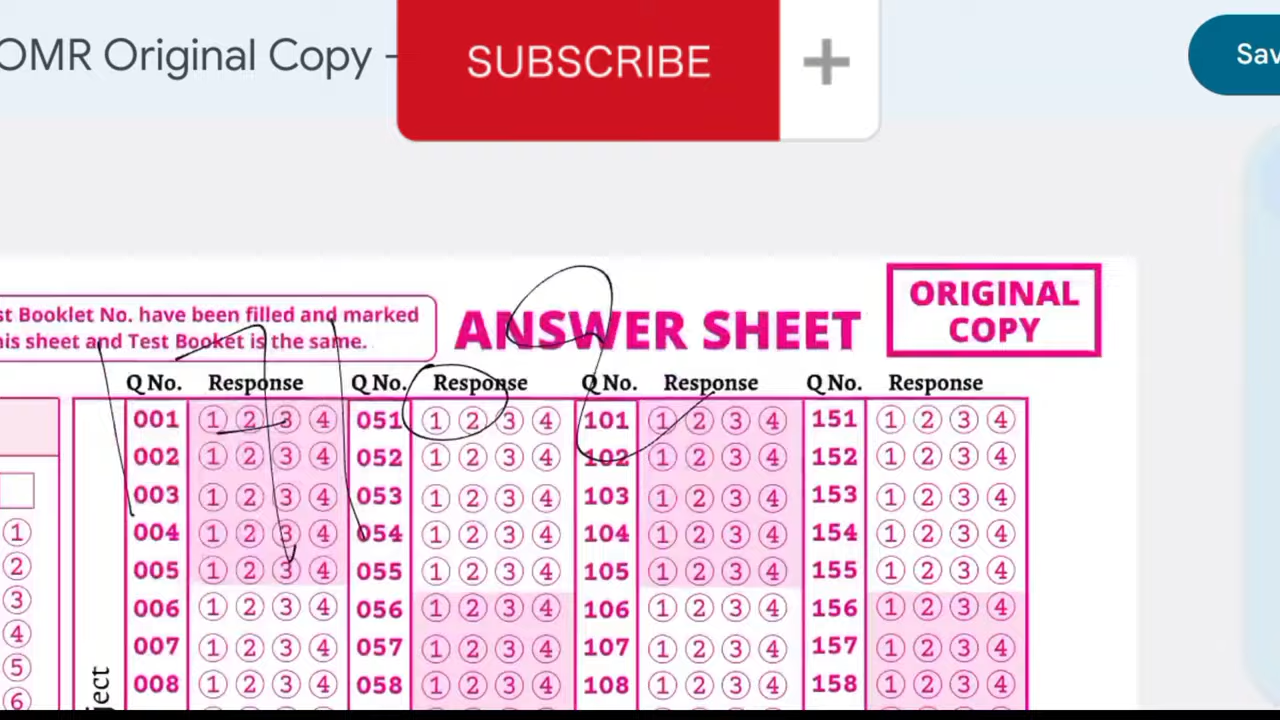 OMR Original Copy -
SUBSCRIBE +
Sav
st Booklet No. have been filled and marked
his sheet and Test Booket is the same.
ANSWER SHEET
ORIGINAL
COPY
Q No. Response Q No. Response Q No. Response Q No. Response
001 1 2 3 4 051 1 2 3 4 101 1 2 3 4 151 1 2 3 4
002 1 2 3 4 052 1 2 3 4 102 1 2 3 4 152 1 2 3 4
003 1 2 3 4 053 1 2 3 4 103 1 2 3 4 153 1 2 3 4
1 004 1 2 3 4 054 1 2 3 4 104 1 2 3 4 154 1 2 3 4
2 005 1 2 3 4 055 1 2 3 4 105 1 2 3 4 155 1 2 3 4
3 006 1 2 3 4 056 1 2 3 4 106 1 2 3 4 156 1 2 3 4
4 007 1 2 3 4 057 1 2 3 4 107 1 2 3 4 157 1 2 3 4
5 008 1 2 3 4 058 1 2 3 4 108 1 2 3 4 158 1 2 3 4
6
ject